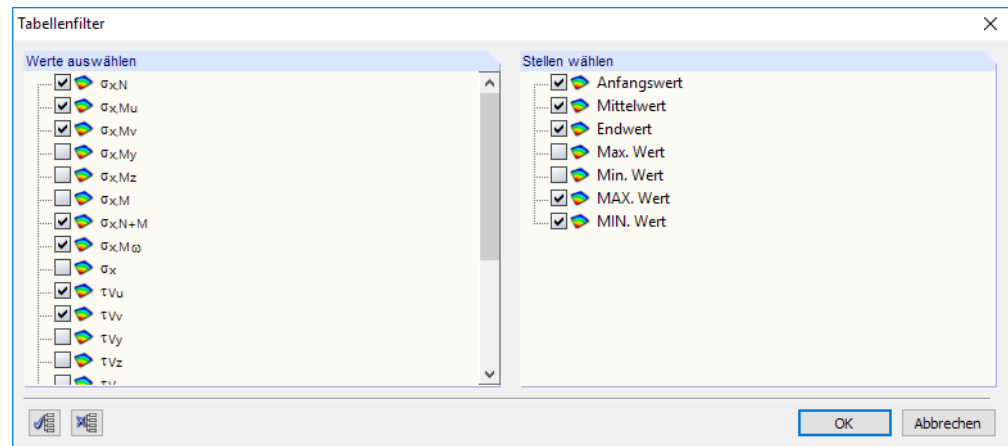 Tabellenfilter
Werte auswählen
σx,N
σx,Mu
σx,Mv
σx,My
σx,Mz
σx,M
σx,N+M
σx,Mω
σx
τVu
τVv
τVy
τVz
Stellen wählen
Anfangswert
Mittelwert
Endwert
Max. Wert
Min. Wert
MAX. Wert
MIN. Wert
OK
Abbrechen